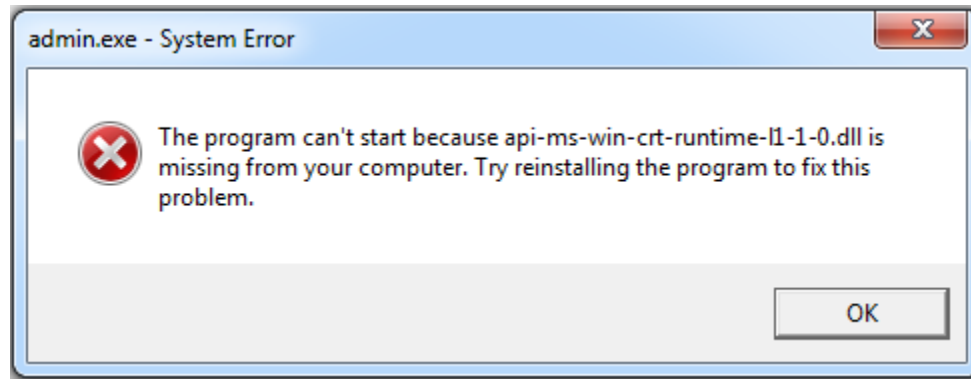 admin.exe - System Error
The program can't start because api-ms-win-crt-runtime-l1-1-0.dll is
missing from your computer. Try reinstalling the program to fix this
problem.
OK